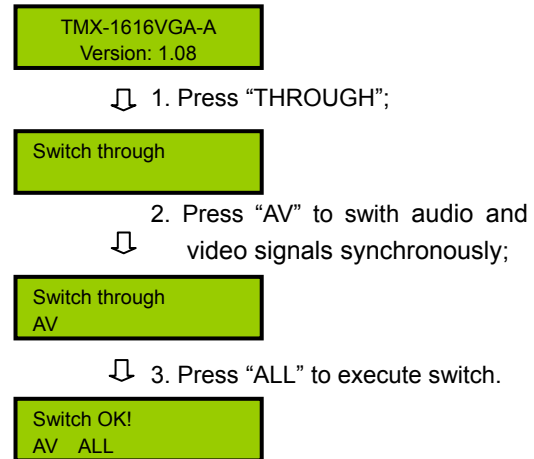 TMX-1616VGA-A
Version: 1.08
1. Press “THROUGH”;
Switch through
2. Press “AV” to swith audio and
video signals synchronously;
Switch through
AV
3. Press “ALL” to execute switch.
Switch OK!
AV ALL